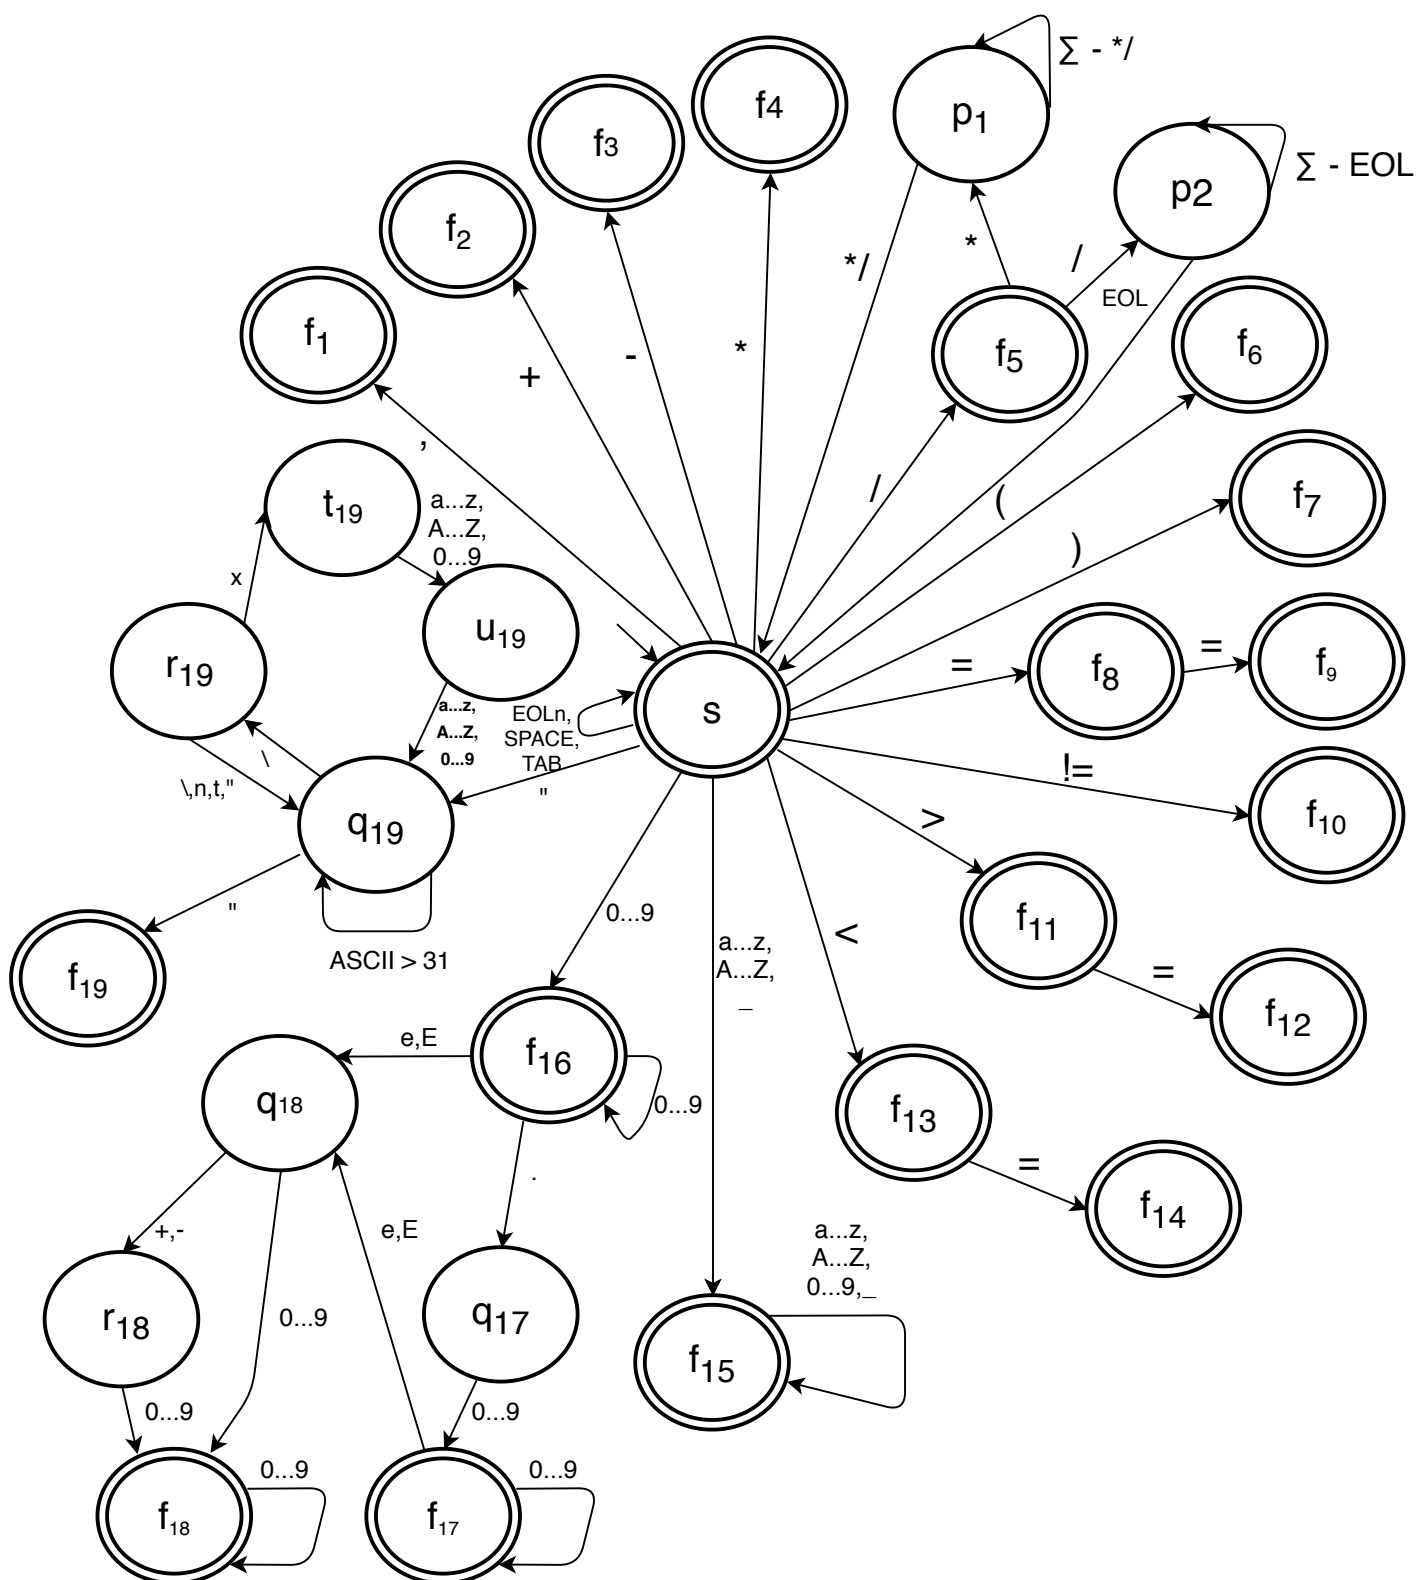 f4
p1
∑ - */
f3
p2
∑ - EOL
f2
*
/
*/
EOL
f1
f5
f6
+
-
*
,
/
(
f7
t19
a...z,
A...Z,
0...9
)
x
u19
r19
=
f8
=
f9
s
a...z,
A...Z,
0...9
EOLn,
SPACE,
TAB
"
\
\,n,t,"
!=
q19
>
f10
"
0...9
<
f11
ASCII > 31
a...z,
A...Z,
_
=
f19
f12
e,E
f16
q18
0...9
f13
.
=
+,-
e,E
f14
a...z,
A...Z,
0...9,_
r18
0...9
q17
f15
0...9
0...9
0...9
0...9
f18
f17